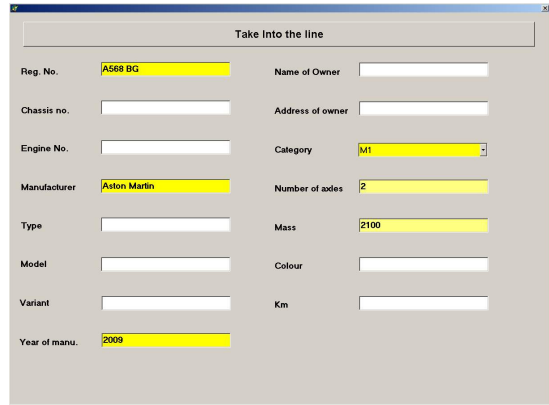 Take Into the line
Reg. No.
A568 BG
Name of Owner
Chassis no.
Address of owner
Engine No.
Category
M1
Manufacturer
Aston Martin
Number of axles
2
Type
Mass
2100
Model
Colour
Variant
Km
Year of manu.
2009